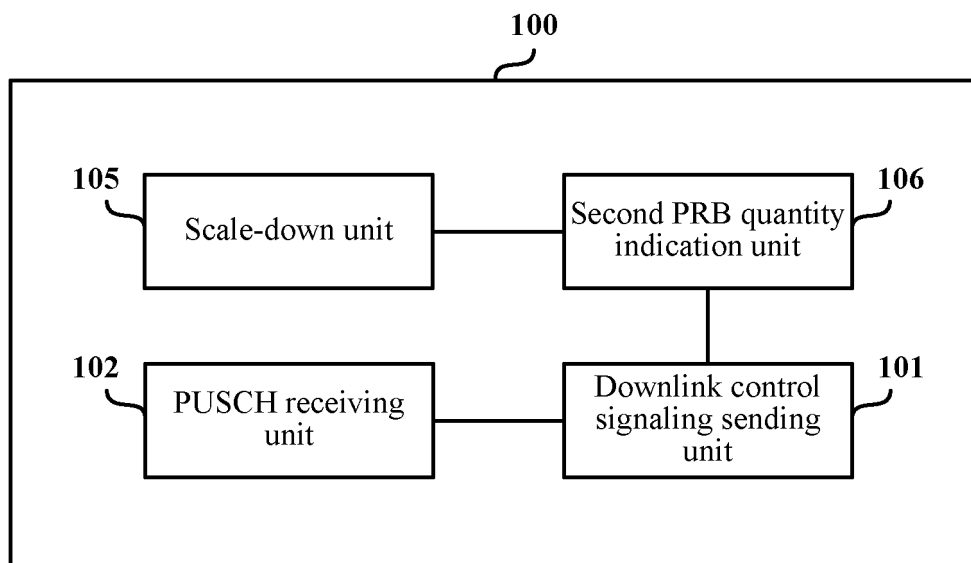 100
105
Scale-down unit
Second PRB quantity
indication unit
106
102
PUSCH receiving
unit
Downlink control
signaling sending
unit
101